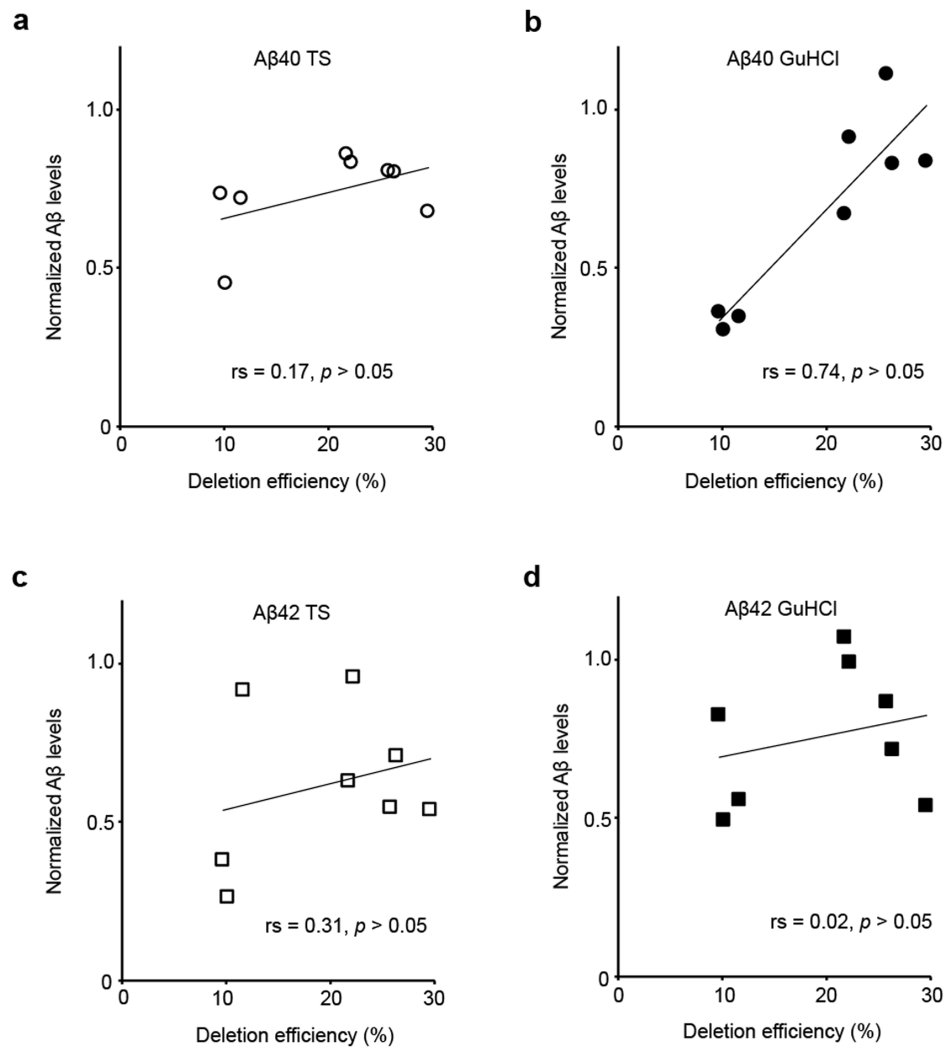 a
Aβ40 TS
Normalized Aβ levels
1.0
0.5
0
0 10 20 30
rs = 0.17, p > 0.05
Deletion efficiency (%)
b
Aβ40 GuHCl
Normalized Aβ levels
1.0
0.5
0
0 10 20 30
rs = 0.74, p > 0.05
Deletion efficiency (%)
c
Aβ42 TS
Normalized Aβ levels
1.0
0.5
0
0 10 20 30
rs = 0.31, p > 0.05
Deletion efficiency (%)
d
Aβ42 GuHCl
Normalized Aβ levels
1.0
0.5
0
0 10 20 30
rs = 0.02, p > 0.05
Deletion efficiency (%)